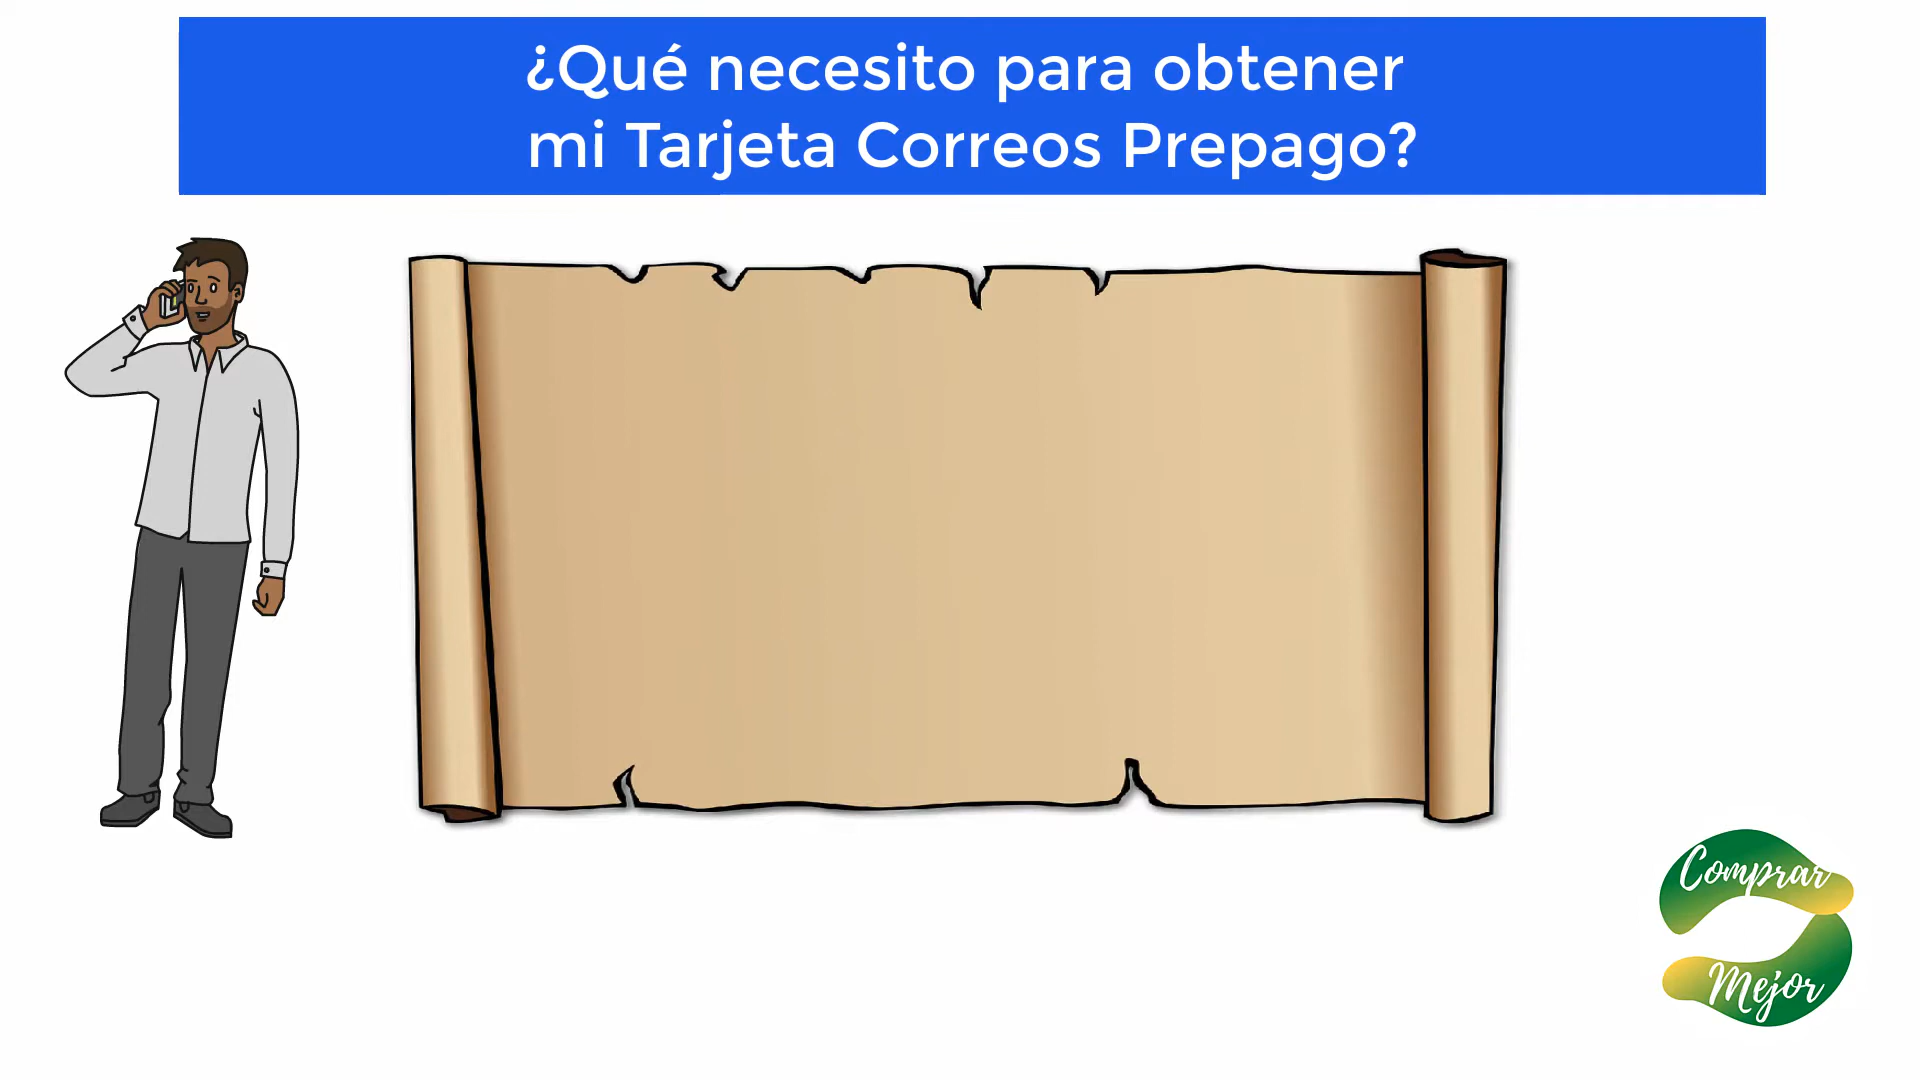 ¿Qué necesito para obtener
mi Tarjeta Correos Prepago?
Comprar
Mejor